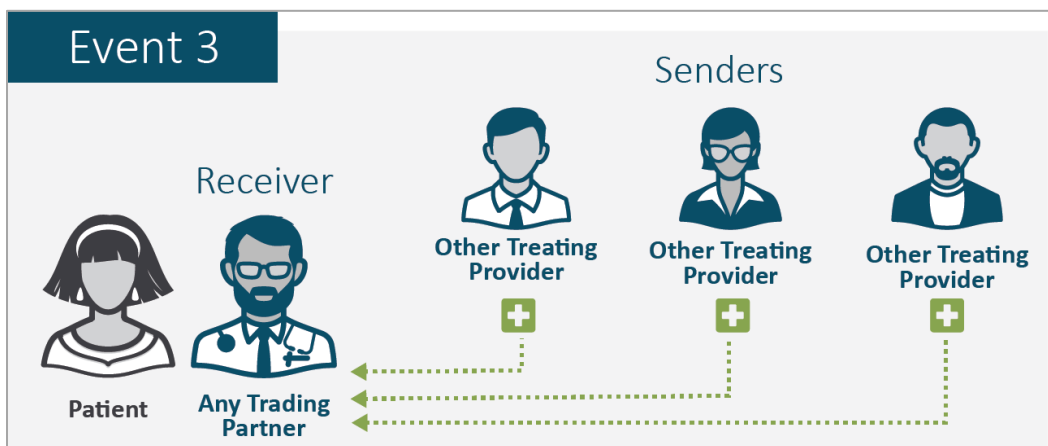 Event 3
Senders
Receiver
Other Treating
Provider
Other Treating
Provider
Other Treating
Provider
Patient
Any Trading
Partner